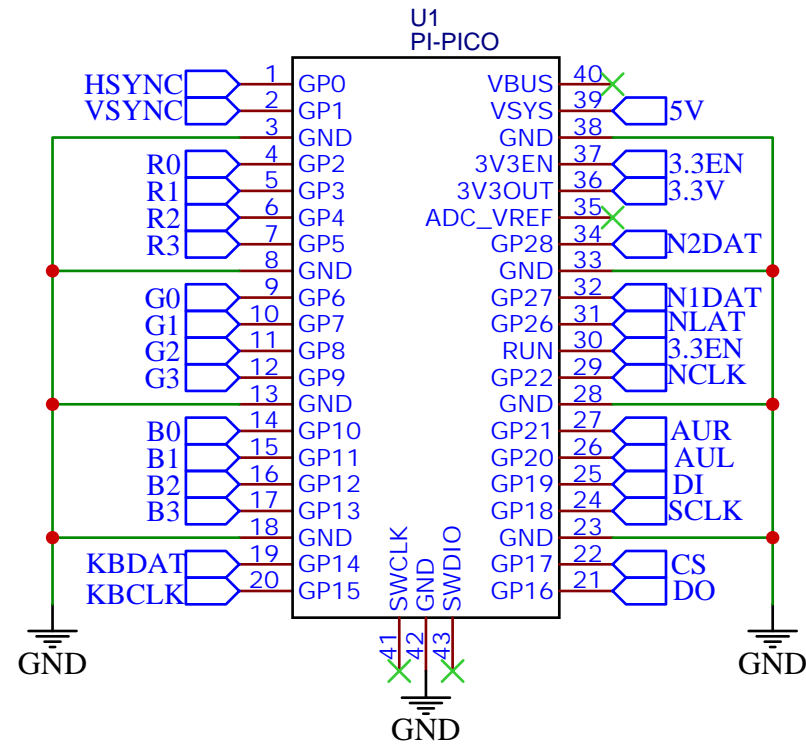 U1
PI-PICO
HSYNC 1 GP0 VBUS 40
VSYNC 2 GP1 VSYS 39 5V
3 GND GND 38
R0 4 GP2 3V3EN 37 3.3EN
R1 5 GP3 3V3OUT 36 3.3V
R2 6 GP4 ADC_VREF 35
R3 7 GP5 GP28 34 N2DAT
8 GND GND 33
G0 9 GP6 GP27 32 N1DAT
G1 10 GP7 GP26 31 NLAT
G2 11 GP8 RUN 30 3.3EN
G3 12 GP9 GP22 29 NCLK
13 GND GND 28
B0 14 GP10 GP21 27 AUR
B1 15 GP11 GP20 26 AUL
B2 16 GP12 GP19 25 DI
B3 17 GP13 GP18 24 SCLK
18 GND GND 23
KBDAT 19 GP14 GP17 22 CS
KBCLK 20 GP15 GP16 21 DO
SWCLK GND SWDIO
41 42 43
GND GND
GND